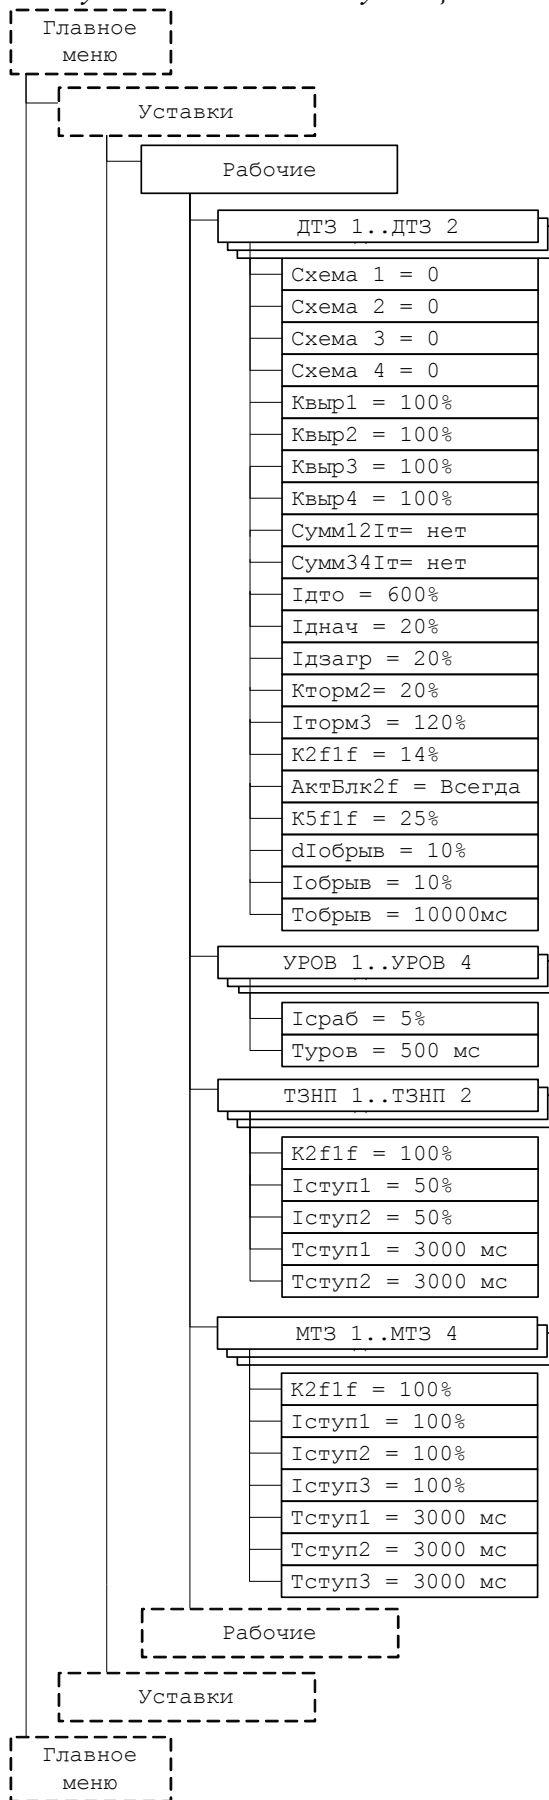 Главное
меню
Уставки
Рабочие
ДТЗ 1..ДТЗ 2
Схема 1 = 0
Схема 2 = 0
Схема 3 = 0
Схема 4 = 0
Квыр1 = 100%
Квыр2 = 100%
Квыр3 = 100%
Квыр4 = 100%
Сумм12Iт= нет
Сумм34Iт= нет
Iдто = 600%
Iднач = 20%
Iдзагр = 20%
Кторм2= 20%
Iторм3 = 120%
K2f1f = 14%
АктБлк2f = Всегда
K5f1f = 25%
dIобрыв = 10%
Iобрыв = 10%
Тобрыв = 10000мс
УРОВ 1..УРОВ 4
Iсраб = 5%
Туров = 500 мс
ТЗНП 1..ТЗНП 2
K2f1f = 100%
Iступ1 = 50%
Iступ2 = 50%
Тступ1 = 3000 мс
Тступ2 = 3000 мс
МТЗ 1..МТЗ 4
K2f1f = 100%
Iступ1 = 100%
Iступ2 = 100%
Iступ3 = 100%
Тступ1 = 3000 мс
Тступ2 = 3000 мс
Тступ3 = 3000 мс
Рабочие
Уставки
Главное
меню